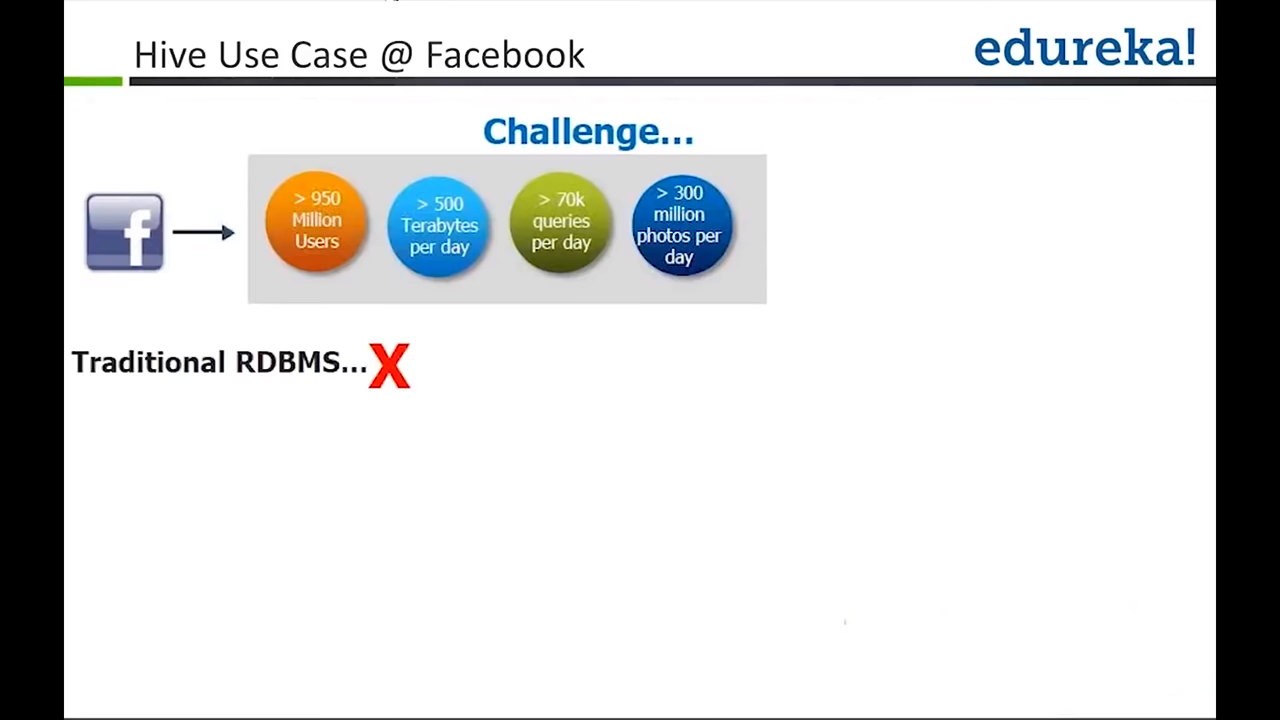 Hive Use Case @ Facebook
edureka!
Challenge...
> 950
Million
Users
> 500
Terabytes
per day
> 70k
queries
per day
> 300
million
photos per
day
f
Traditional RDBMS...X